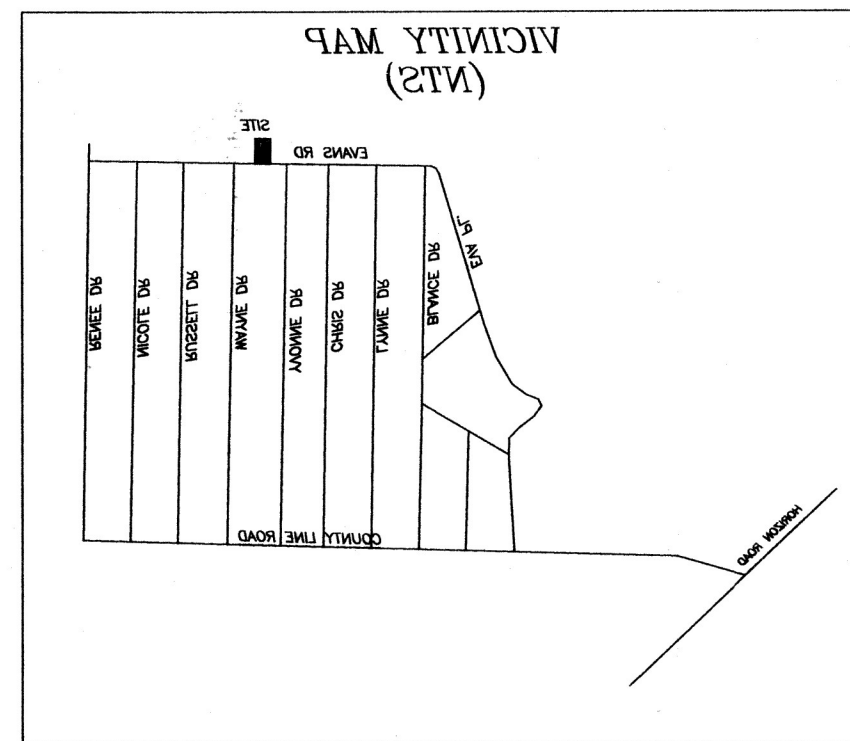 VICINITY MAP
(NTS)
SITE
EVANS RD
EVA PL.
RENEE DR
NICOLE DR
RUSSELL DR
WAYNE DR
YVONNE DR
CHRIS DR
LYNNE DR
BLANCE DR
COUNTY LINE ROAD
HORIZON ROAD